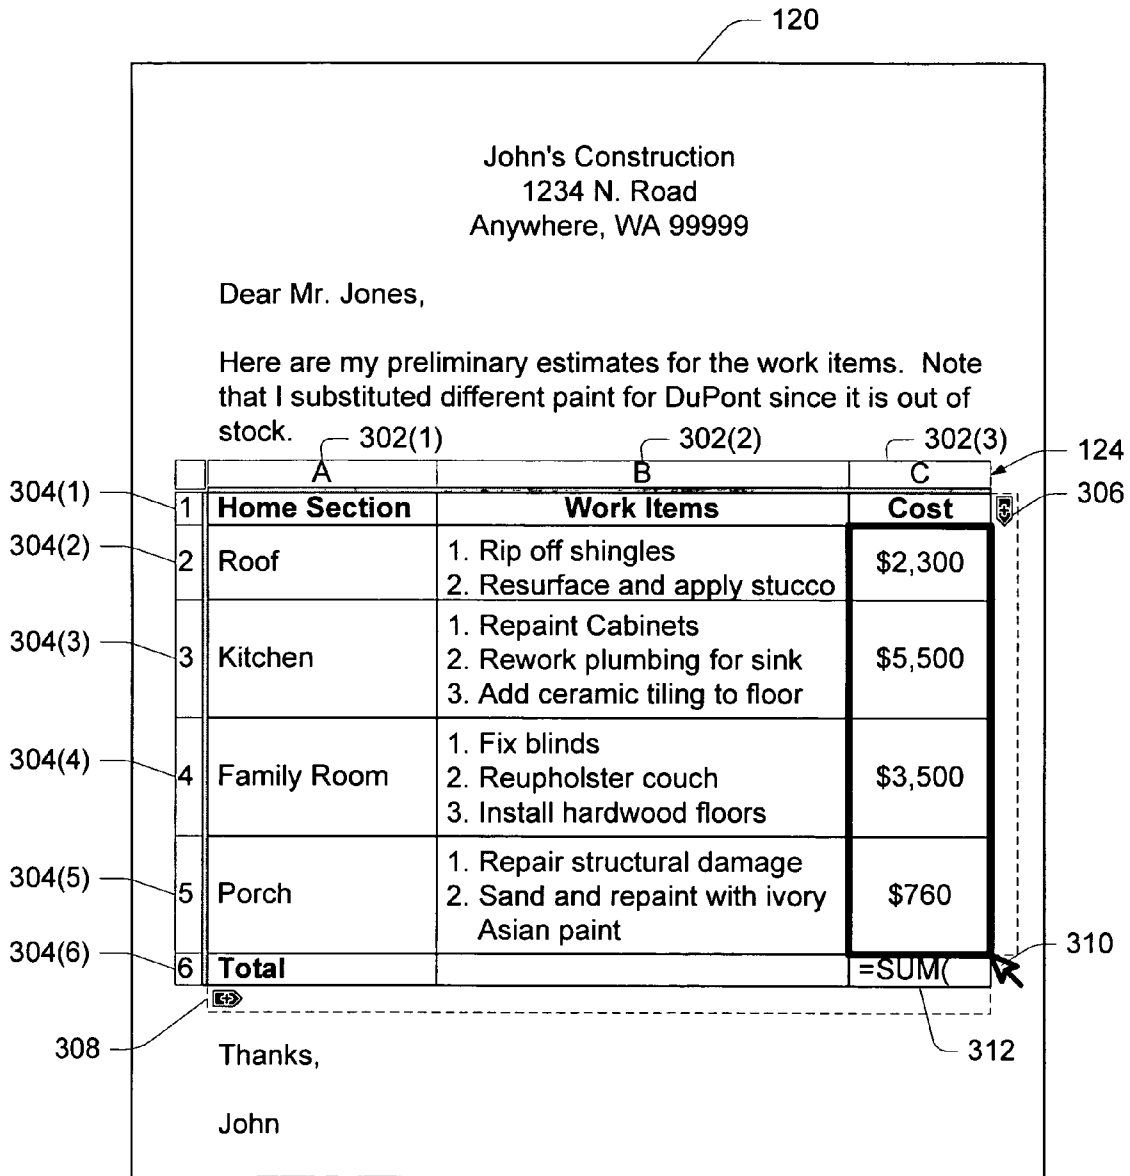 120
John's Construction
1234 N. Road
Anywhere, WA 99999
Dear Mr. Jones,
Here are my preliminary estimates for the work items. Note
that I substituted different paint for DuPont since it is out of
stock.
302(1) 302(2) 302(3)
A B C 124
304(1) 306
1 Home Section Work Items Cost
304(2)
2 Roof 1. Rip off shingles $2,300
2. Resurface and apply stucco
304(3)
3 Kitchen 1. Repaint Cabinets $5,500
2. Rework plumbing for sink
3. Add ceramic tiling to floor
304(4)
4 Family Room 1. Fix blinds $3,500
2. Reupholster couch
3. Install hardwood floors
304(5)
5 Porch 1. Repair structural damage $760
2. Sand and repaint with ivory
Asian paint
304(6) 310
6 Total =SUM(
308 312
Thanks,
John